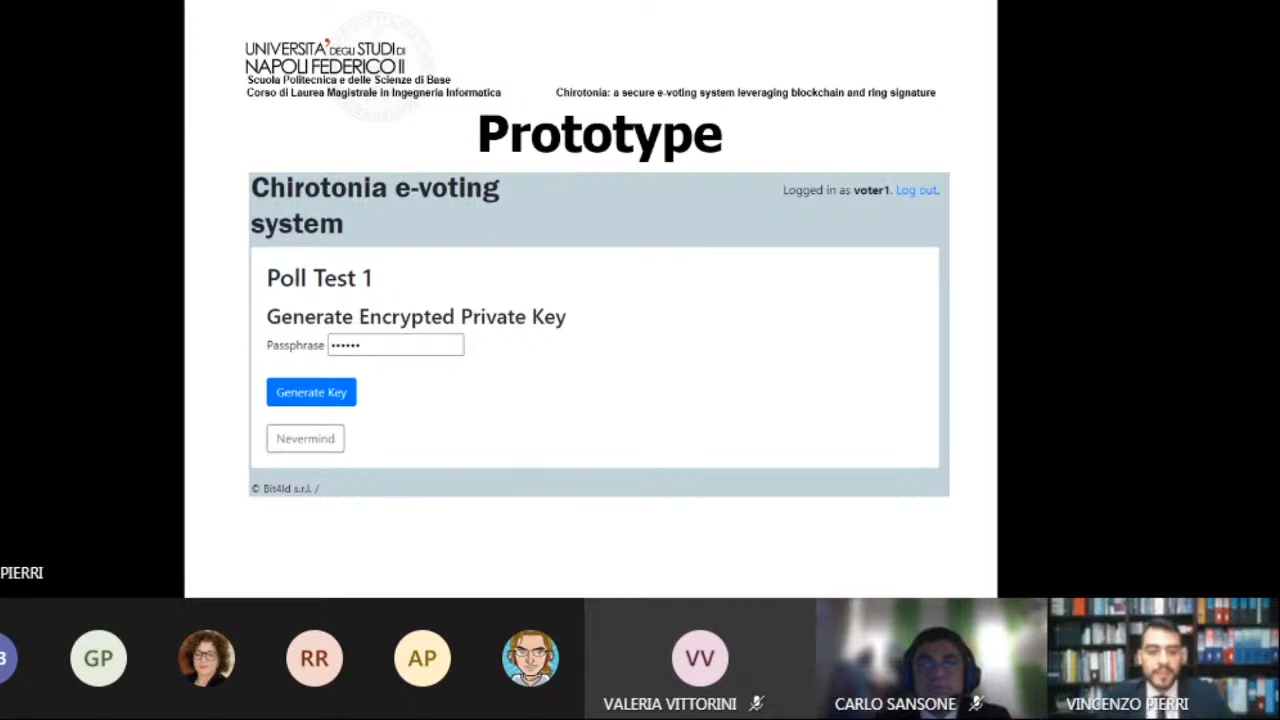 UNIVERSITA' DEGLI STUDI DI
NAPOLI FEDERICO II
Scuola Politecnica e delle Scienze di Base
Corso di Laurea Magistrale in Ingegneria Informatica
Chirotonia: a secure e-voting system leveraging blockchain and ring signature
Prototype
Chirotonia e-voting
system
Logged in as voter1. Log out.
Poll Test 1
Generate Encrypted Private Key
Passphrase ••••••
Generate Key
Nevermind
© Bit4Id s.r.l. /
PIERRI
GP
RR
AP
VV
VALERIA VITTORINI
CARLO SANSONE
VINCENZO PIERRI